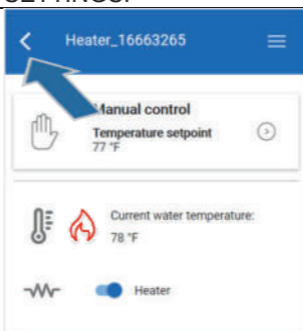 SETTINGS.
Heater_16663265
Manual control
Temperature setpoint
77 °F
Current water temperature:
78 °F
Heater